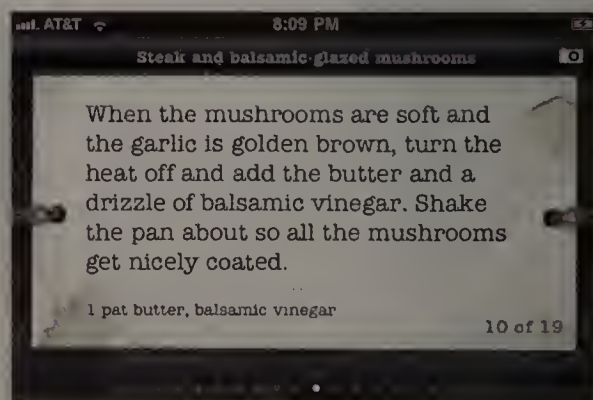 AT&T 8:09 PM
Steak and balsamic-glazed mushrooms
When the mushrooms are soft and
the garlic is golden brown, turn the
heat off and add the butter and a
drizzle of balsamic vinegar. Shake
the pan about so all the mushrooms
get nicely coated.
1 pat butter, balsamic vinegar
10 of 19